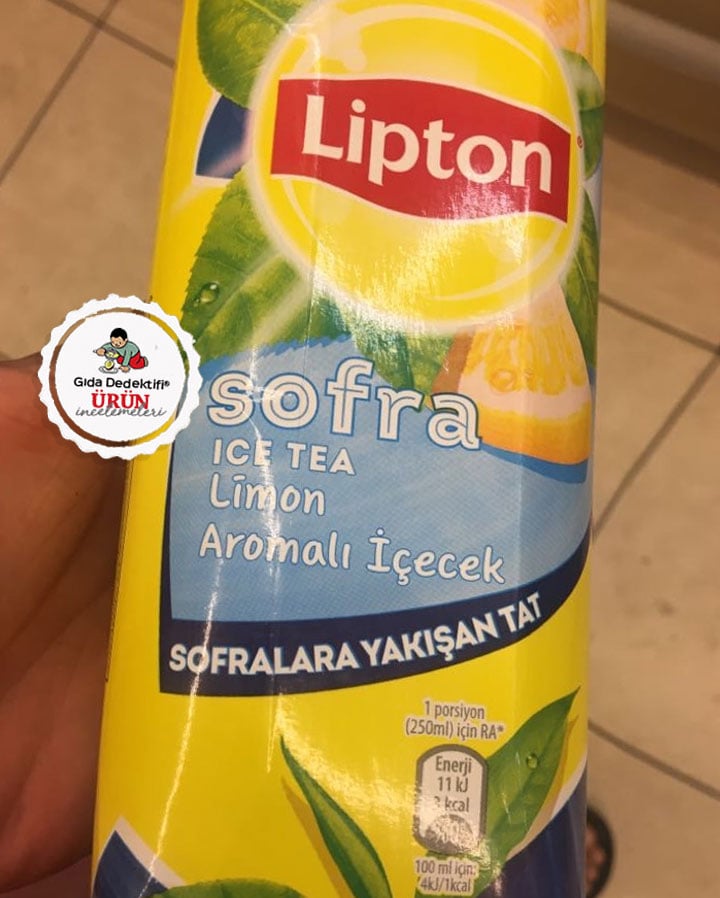 Lipton
Gıda Dedektifi®
ÜRÜN
incelemeleri
sofra
ICE TEA
Limon
Aromalı İçecek
SOFRALARA YAKIŞAN TAT
1 porsiyon
(250ml) için RA*
Enerji
11 kJ
kcal
100 ml için:
4kJ/1kcal